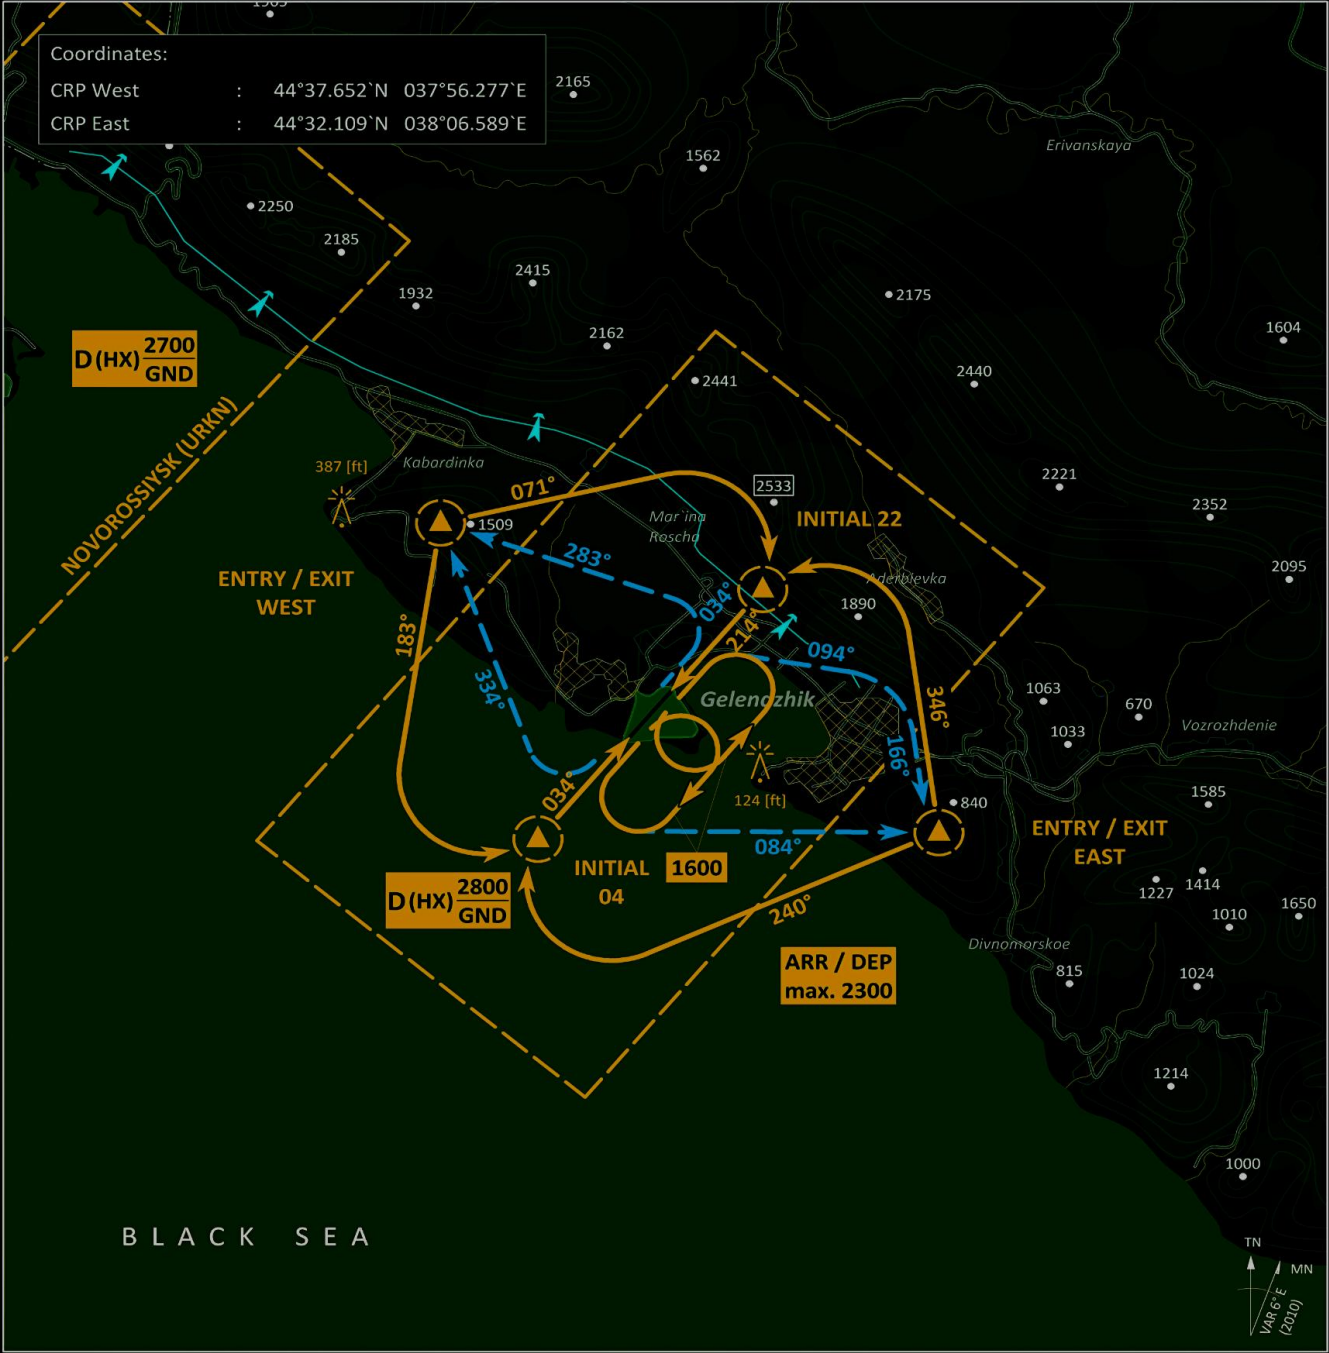 1905
Coordinates:
CRP West : 44°37.652`N 037°56.277`E
CRP East : 44°32.109`N 038°06.589`E
2165
Erivanskaya
1562
2250
2185
2415
1932
2175
2162
1604
D (HX) 2700
GND
2441
2440
NOVOROSSIYSK (URKN)
387 [ft]
Kabardinka
071°
2533
2221
2352
1509
Mar`ina
Roscha
INITIAL 22
283°
ENTRY / EXIT
WEST
Aderbievka
2095
034°
1890
183°
214°
094°
334°
Gelendzhik
346°
1063
670
1033
Vozrozhdenie
166°
034°
124 [ft]
840
1585
ENTRY / EXIT
EAST
084°
INITIAL
04
1600
1414
1227
D (HX) 2800
GND
240°
1010
1650
Divnomorskoe
ARR / DEP
max. 2300
815
1024
1214
1000
BLACK SEA
TN
MN
VAR 6° E
(2010)